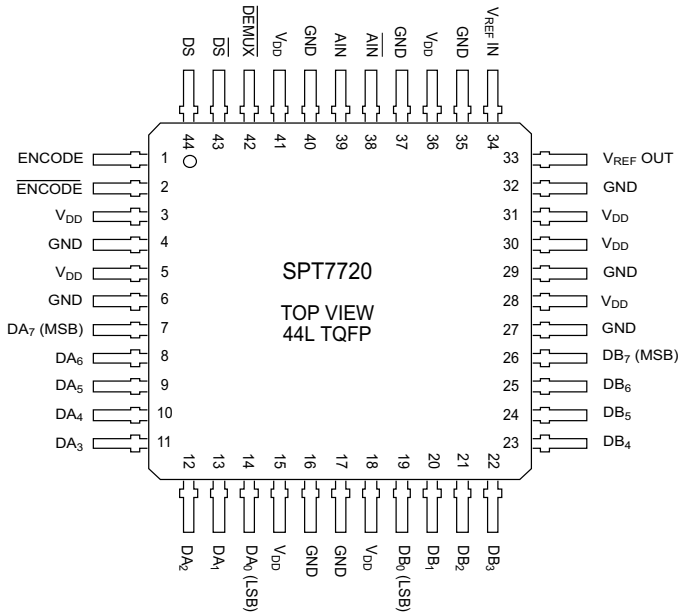 DS
D̅S̅
D̅E̅M̅U̅X̅
VDD
GND
AIN
A̅I̅N̅
GND
VDD
GND
VREF IN
44
43
42
41
40
39
38
37
36
35
34
ENCODE 1
E̅N̅C̅O̅D̅E̅ 2
VDD 3
GND 4
VDD 5
GND 6
DA7 (MSB) 7
DA6 8
DA5 9
DA4 10
DA3 11
SPT7720
TOP VIEW
44L TQFP
33 VREF OUT
32 GND
31 VDD
30 VDD
29 GND
28 VDD
27 GND
26 DB7 (MSB)
25 DB6
24 DB5
23 DB4
12
13
14
15
16
17
18
19
20
21
22
DA2
DA1
DA0 (LSB)
VDD
GND
GND
VDD
DB0 (LSB)
DB1
DB2
DB3